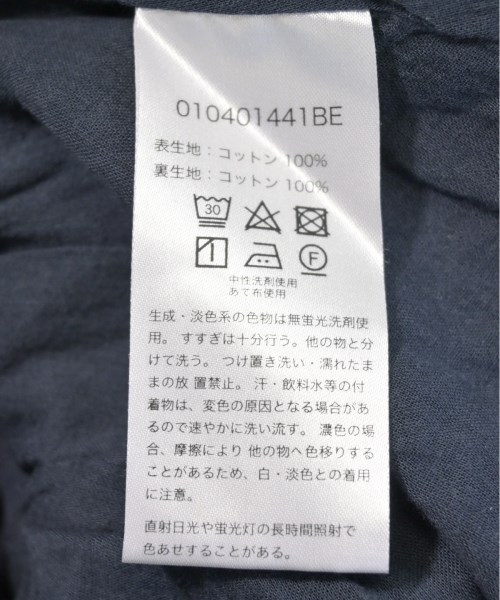 010401441BE
表生地：コットン 100%
裏生地：コットン 100%
30
F
中性洗剤使用
あて布使用
生成・淡色系の色物は無蛍光洗剤使
用。 すすぎは十分行う。他の物と分
けて洗う。 つけ置き洗い・濡れたま
まの放 置禁止。 汗・飲料水等の付
着物は、変色の原因となる場合があ
るので速やかに洗い流す。 濃色の場
合、摩擦により 他の物へ色移りする
ことがあるため、白・淡色との着用
に注意。
直射日光や蛍光灯の長時間照射で
色あせすることがある。